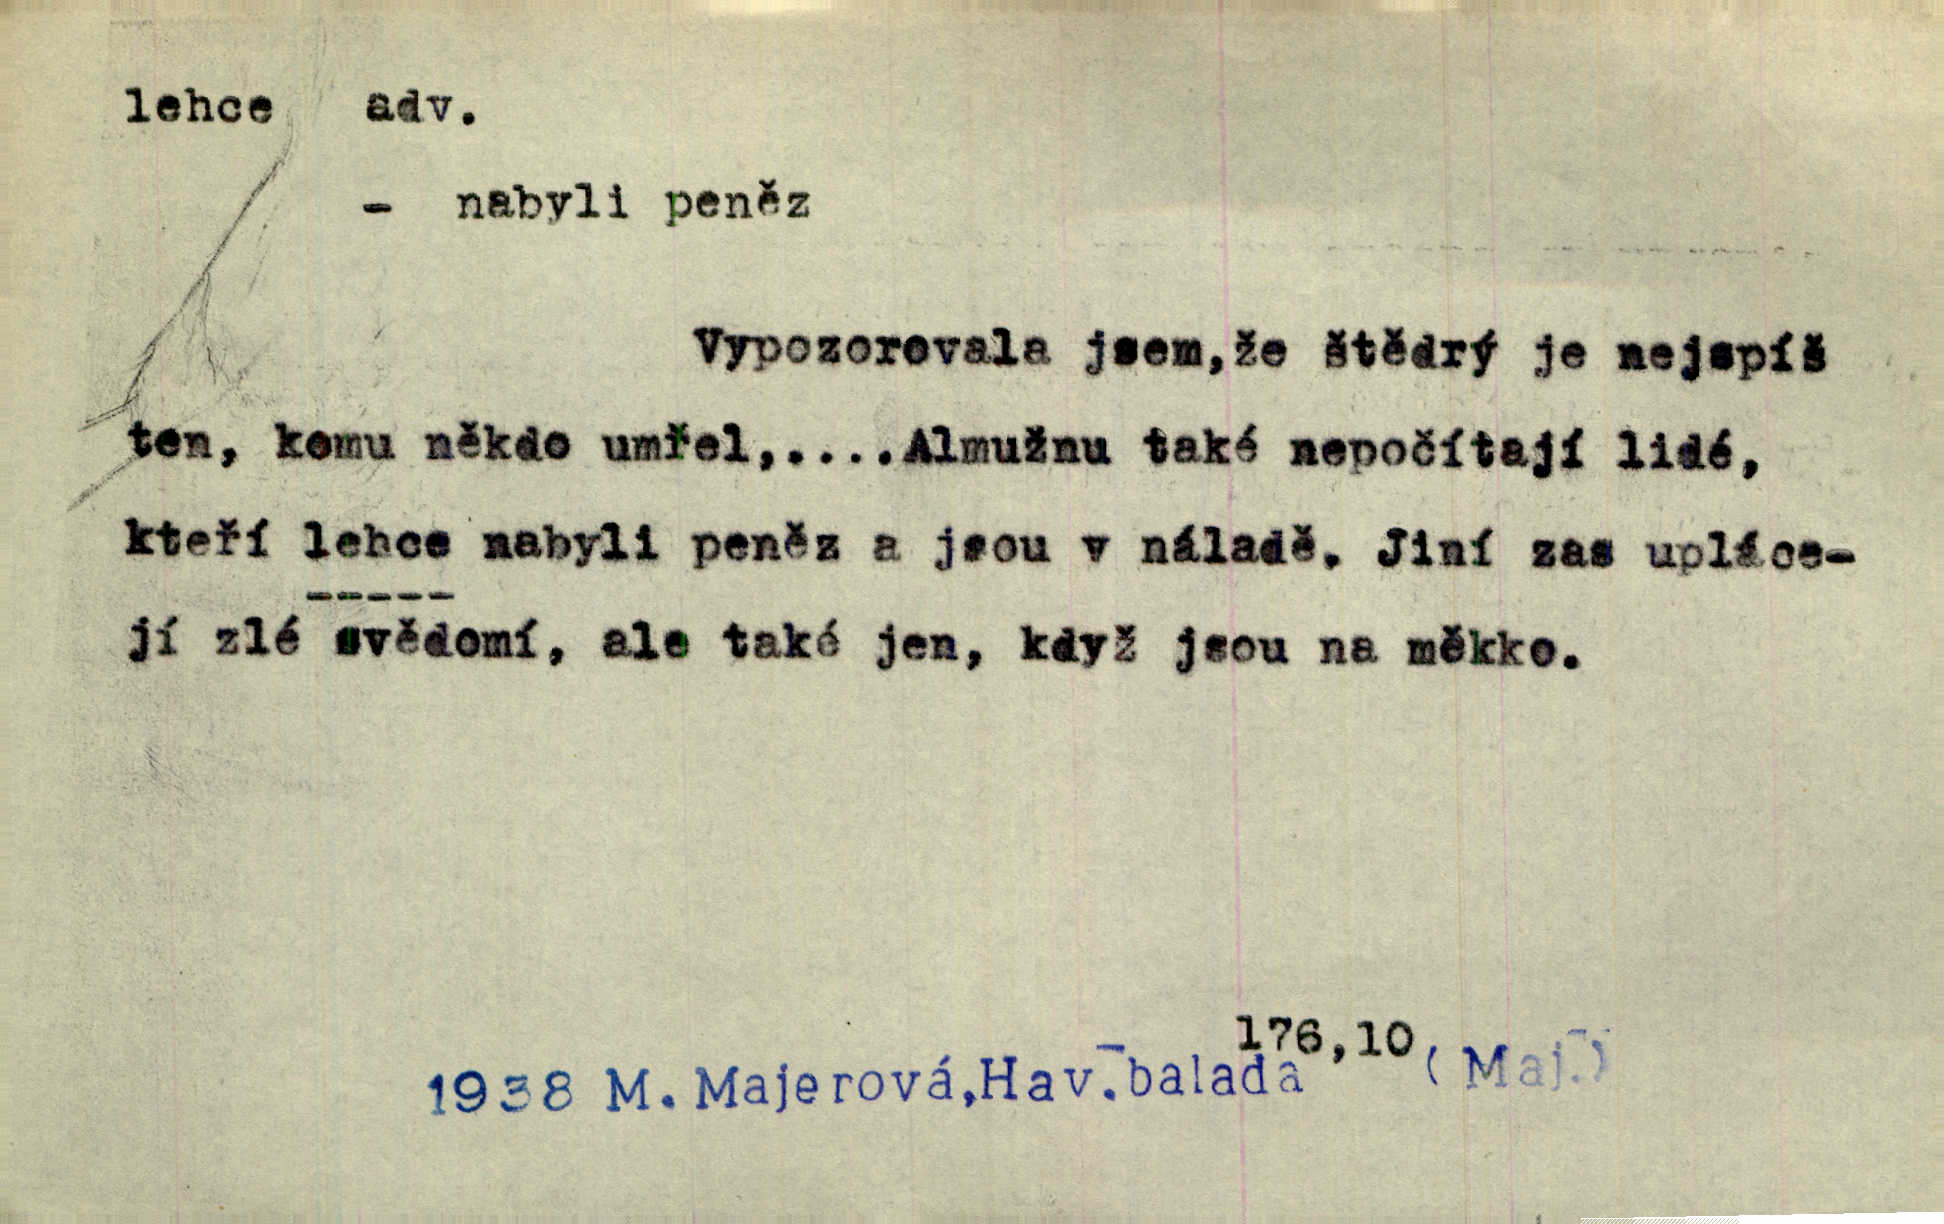 lehce adv.
- nabyli peněz
Vypozorovala jsem,že štědrý je nejspíš
ten, komu někdo umřel,....Almužnu také nepočítají lidé,
kteří lehce nabyli peněz a jsou v náladě. Jiní zas upláce-
jí zlé svědomí, ale také jen, když jsou na měkko.
176,10
1938 M. Majerová,Hav. balada (Maj.)